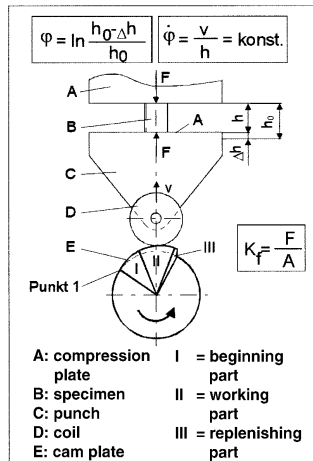 φ = ln h₀-Δh / h₀
φ̇ = v / h = konst.
A
F
B
A
h
h₀
F
Δh
C
v
D
E
III
I
II
Punkt 1
K_f = F / A
A: compression plate
B: specimen
C: punch
D: coil
E: cam plate
I = beginning part
II = working part
III = replenishing part